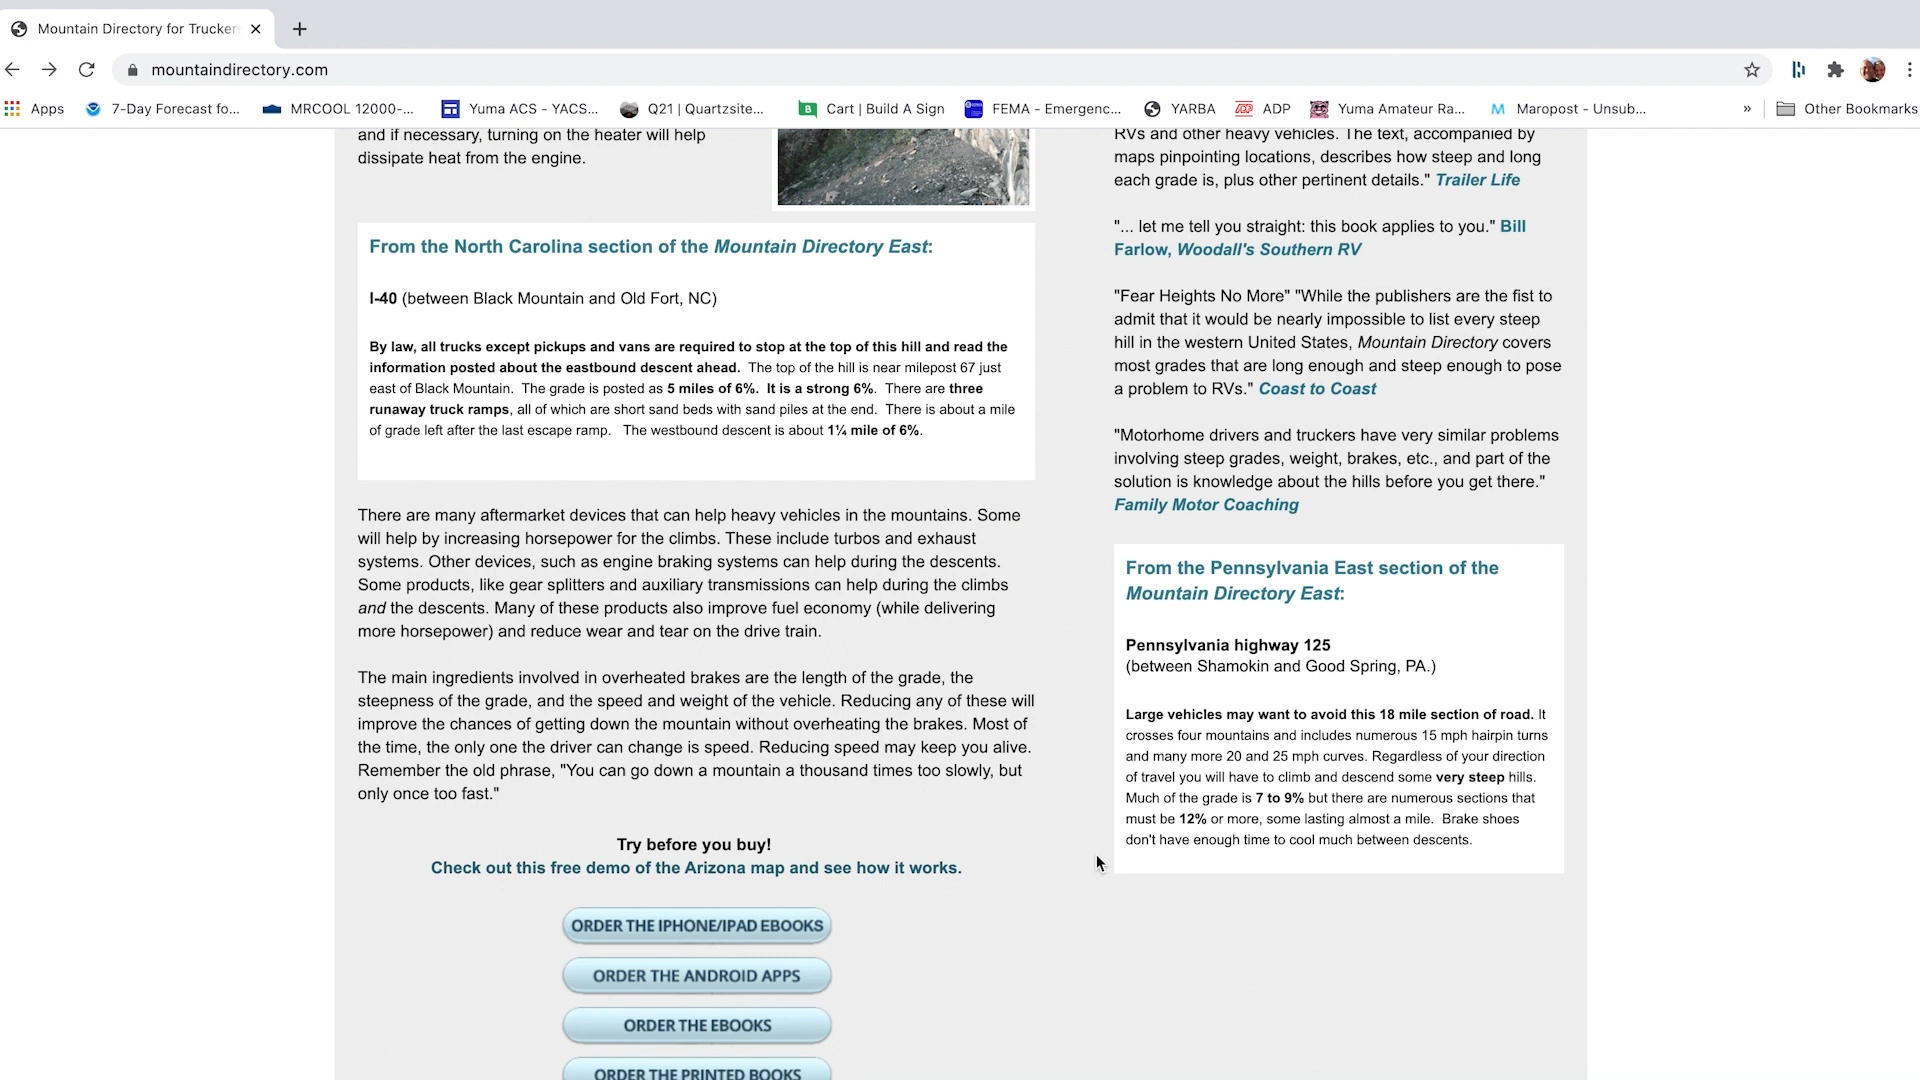 Mountain Directory for Trucker
mountaindirectory.com
Apps
7-Day Forecast fo...
MRCOOL 12000-...
Yuma ACS - YACS...
Q21 | Quartzsite...
Cart | Build A Sign
FEMA - Emergenc...
YARBA
ADP
Yuma Amateur Ra...
Maropost - Unsub...
»
Other Bookmarks
and if necessary, turning on the heater will help
dissipate heat from the engine.
From the North Carolina section of the Mountain Directory East:
I-40 (between Black Mountain and Old Fort, NC)
By law, all trucks except pickups and vans are required to stop at the top of this hill and read the
information posted about the eastbound descent ahead. The top of the hill is near milepost 67 just
east of Black Mountain. The grade is posted as 5 miles of 6%. It is a strong 6%. There are three
runaway truck ramps, all of which are short sand beds with sand piles at the end. There is about a mile
of grade left after the last escape ramp. The westbound descent is about 1¼ mile of 6%.
There are many aftermarket devices that can help heavy vehicles in the mountains. Some
will help by increasing horsepower for the climbs. These include turbos and exhaust
systems. Other devices, such as engine braking systems can help during the descents.
Some products, like gear splitters and auxiliary transmissions can help during the climbs
and the descents. Many of these products also improve fuel economy (while delivering
more horsepower) and reduce wear and tear on the drive train.
The main ingredients involved in overheated brakes are the length of the grade, the
steepness of the grade, and the speed and weight of the vehicle. Reducing any of these will
improve the chances of getting down the mountain without overheating the brakes. Most of
the time, the only one the driver can change is speed. Reducing speed may keep you alive.
Remember the old phrase, "You can go down a mountain a thousand times too slowly, but
only once too fast."
Try before you buy!
Check out this free demo of the Arizona map and see how it works.
ORDER THE IPHONE/IPAD EBOOKS
ORDER THE ANDROID APPS
ORDER THE EBOOKS
ORDER THE PRINTED BOOKS
RVs and other heavy vehicles. The text, accompanied by
maps pinpointing locations, describes how steep and long
each grade is, plus other pertinent details." Trailer Life
"... let me tell you straight: this book applies to you." Bill
Farlow, Woodall's Southern RV
"Fear Heights No More" "While the publishers are the fist to
admit that it would be nearly impossible to list every steep
hill in the western United States, Mountain Directory covers
most grades that are long enough and steep enough to pose
a problem to RVs." Coast to Coast
"Motorhome drivers and truckers have very similar problems
involving steep grades, weight, brakes, etc., and part of the
solution is knowledge about the hills before you get there."
Family Motor Coaching
From the Pennsylvania East section of the
Mountain Directory East:
Pennsylvania highway 125
(between Shamokin and Good Spring, PA.)
Large vehicles may want to avoid this 18 mile section of road. It
crosses four mountains and includes numerous 15 mph hairpin turns
and many more 20 and 25 mph curves. Regardless of your direction
of travel you will have to climb and descend some very steep hills.
Much of the grade is 7 to 9% but there are numerous sections that
must be 12% or more, some lasting almost a mile. Brake shoes
don't have enough time to cool much between descents.